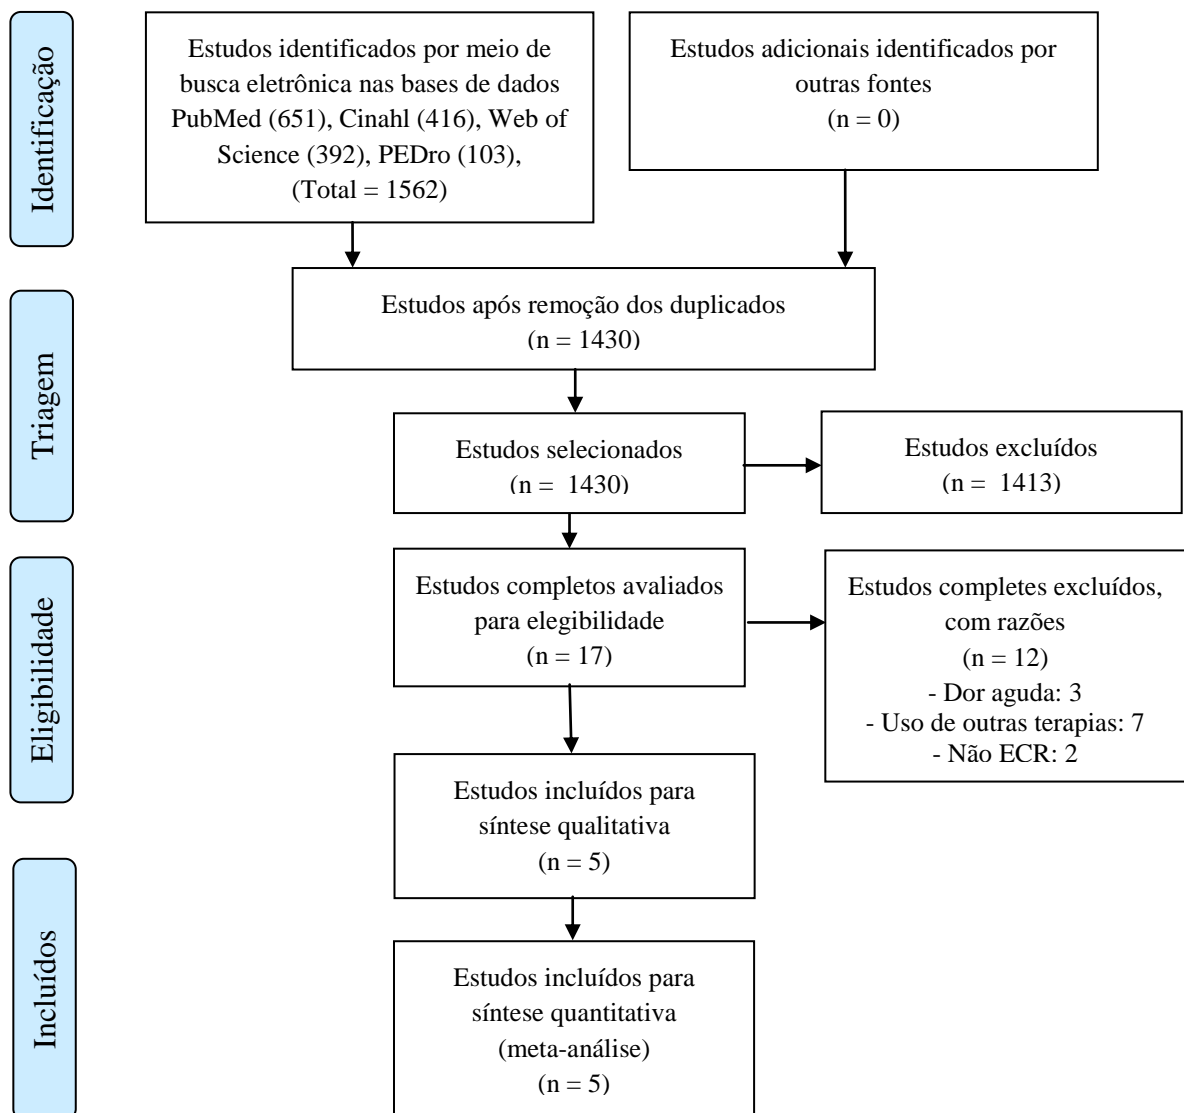 Identificação
Estudos identificados por meio de
busca eletrônica nas bases de dados
PubMed (651), Cinahl (416), Web of
Science (392), PEDro (103),
(Total = 1562)
Estudos adicionais identificados por
outras fontes
(n = 0)
Triagem
Estudos após remoção dos duplicados
(n = 1430)
Estudos selecionados
(n = 1430)
Estudos excluídos
(n = 1413)
Eligibilidade
Estudos completos avaliados
para elegibilidade
(n = 17)
Estudos completes excluídos,
com razões
(n = 12)
- Dor aguda: 3
- Uso de outras terapias: 7
- Não ECR: 2
Estudos incluídos para
síntese qualitativa
(n = 5)
Incluídos
Estudos incluídos para
síntese quantitativa
(meta-análise)
(n = 5)